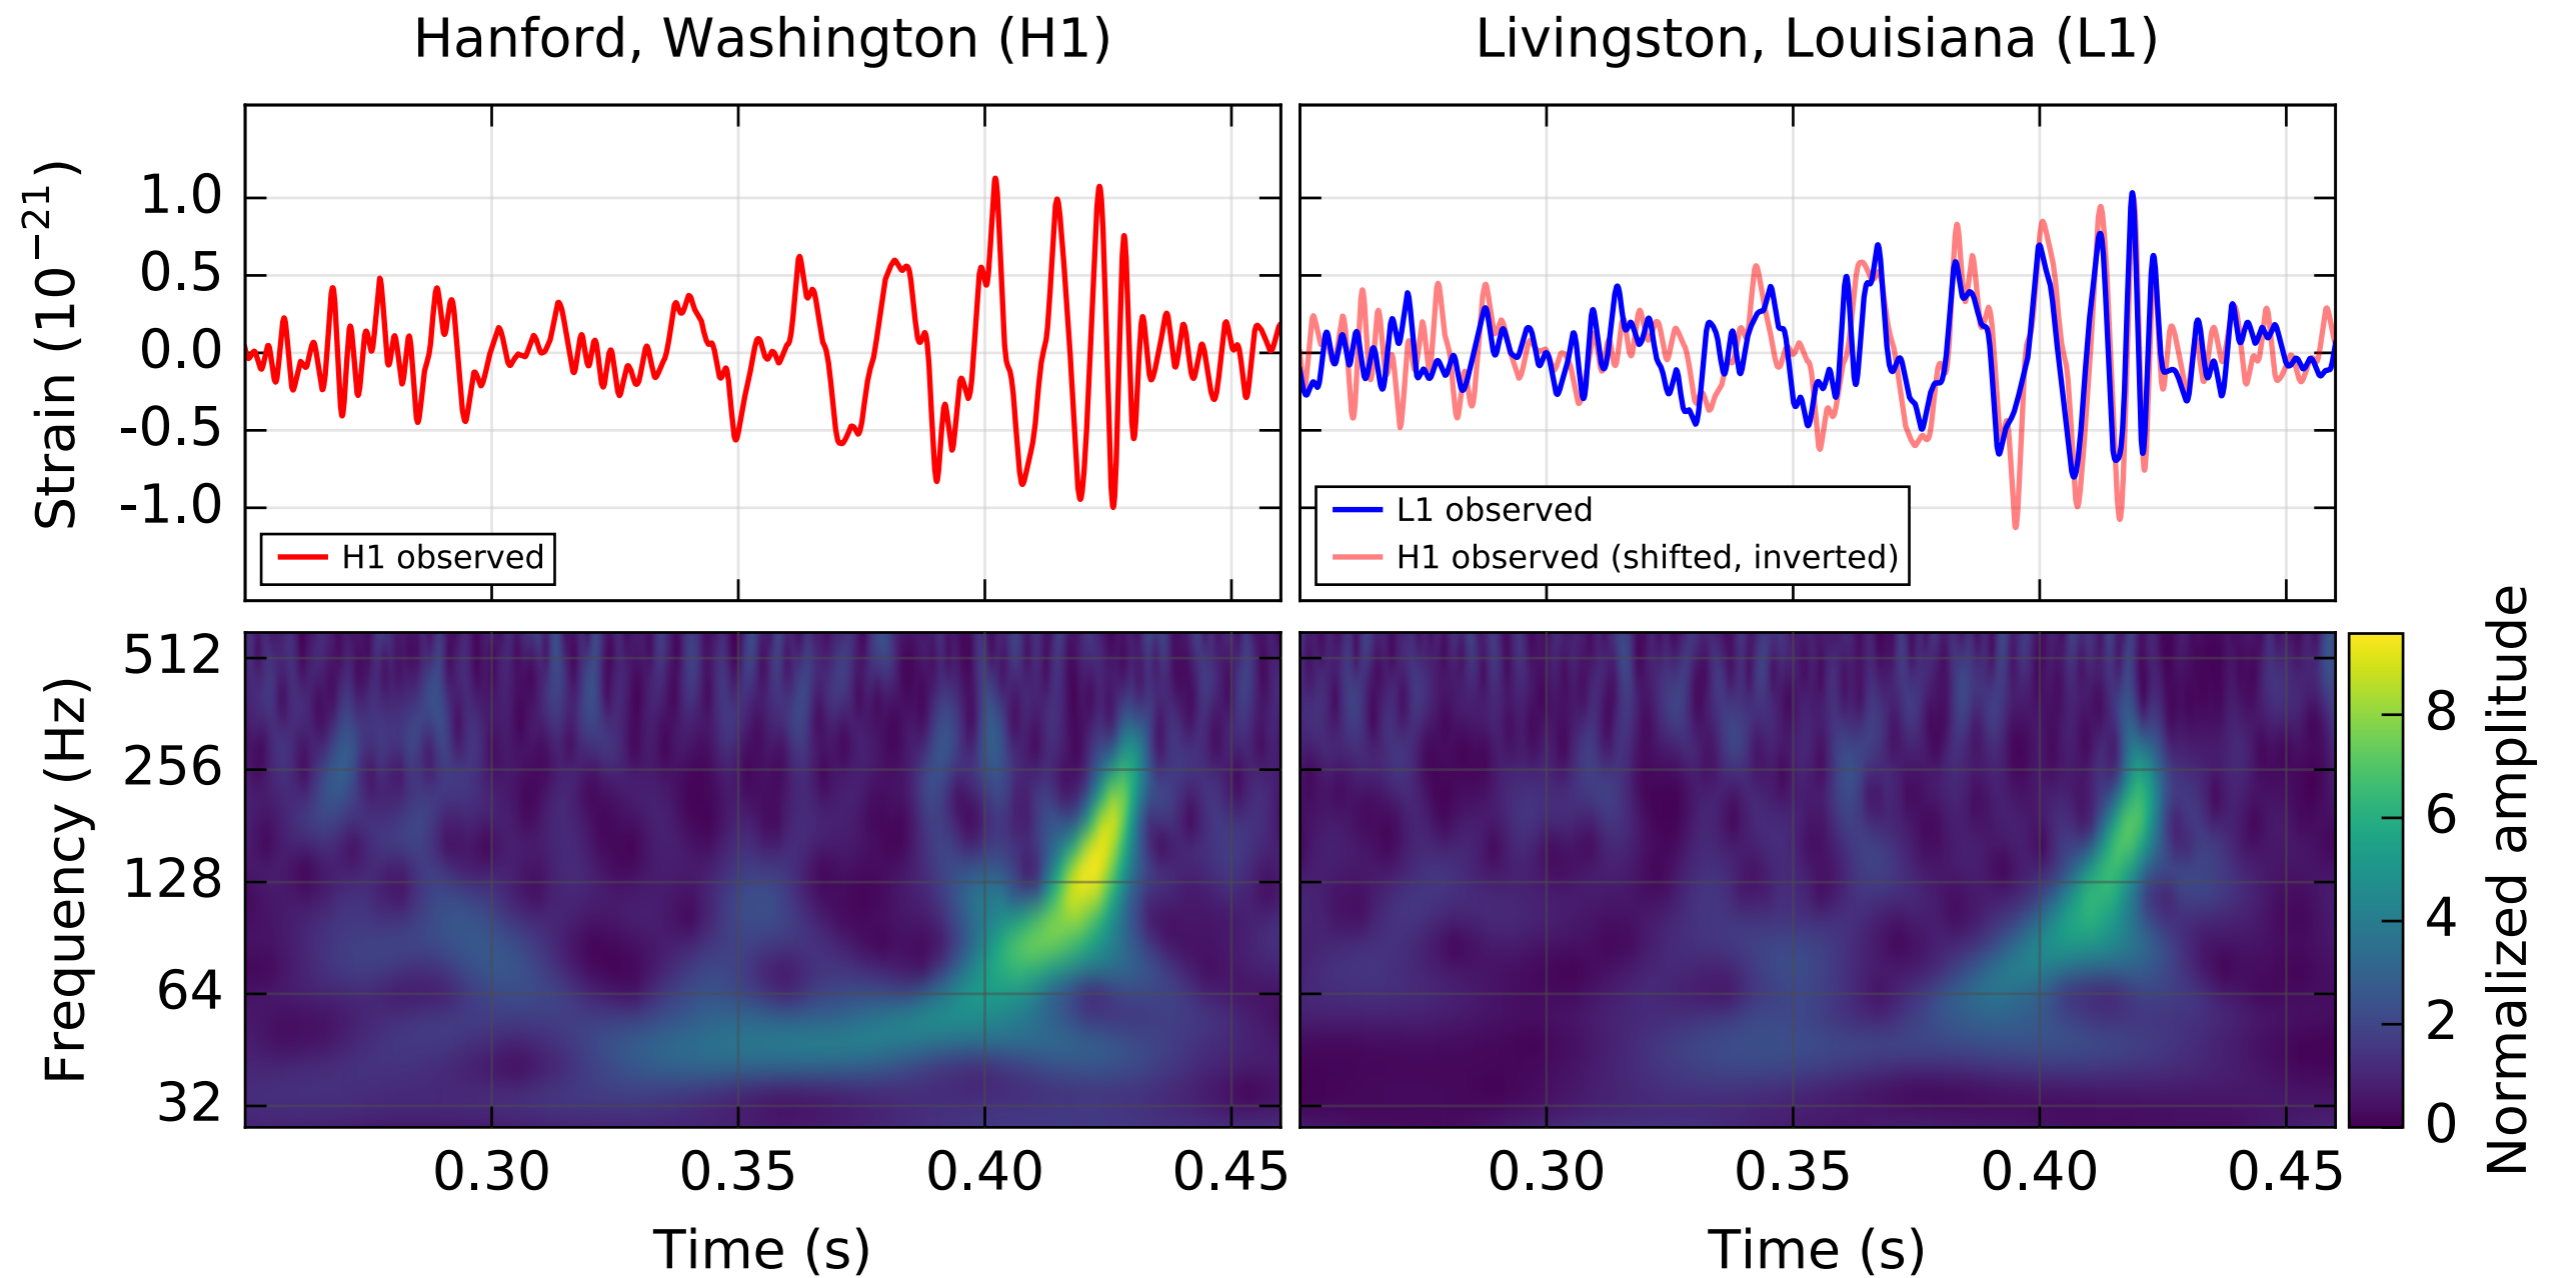 Hanford, Washington (H1)
Livingston, Louisiana (L1)
Strain (10⁻²¹)
1.0
0.5
0.0
-0.5
-1.0
H1 observed
L1 observed
H1 observed (shifted, inverted)
Frequency (Hz)
512
256
128
64
32
0.30 0.35 0.40 0.45
Time (s)
0.30 0.35 0.40 0.45
Time (s)
8
6
4
2
0
Normalized amplitude